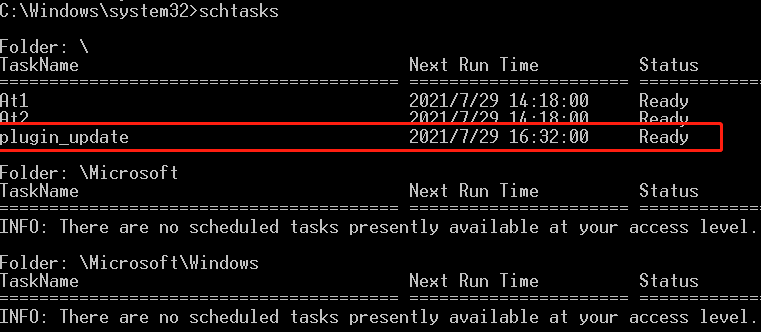 C:\Windows\system32>schtasks
Folder: \
TaskName Next Run Time Status
======================================== ====================== ===============
At1 2021/7/29 14:18:00 Ready
At2 2021/7/29 14:18:00 Ready
plugin_update 2021/7/29 16:32:00 Ready
Folder: \Microsoft
TaskName Next Run Time Status
======================================== ====================== ===============
INFO: There are no scheduled tasks presently available at your access level.
Folder: \Microsoft\Windows
TaskName Next Run Time Status
======================================== ====================== ===============
INFO: There are no scheduled tasks presently available at your access level.